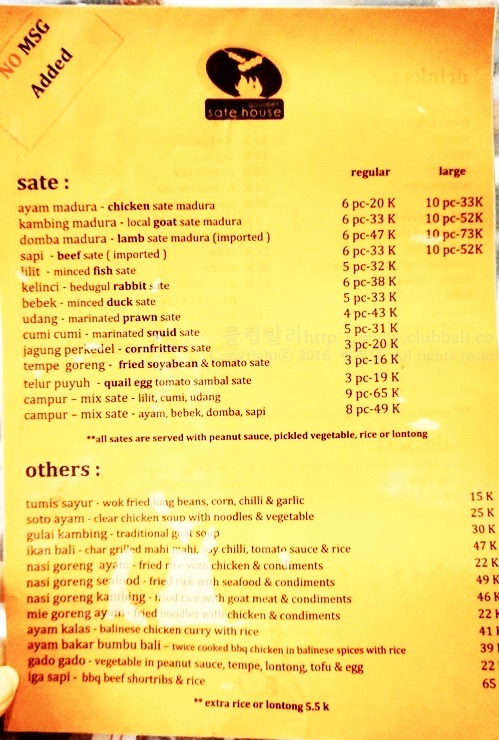 NO MSG
Added
gourmet
sate house
regular large
sate :
ayam madura - chicken sate madura 6 pc-20 K 10 pc-33K
kambing madura - local goat sate madura 6 pc-33 K 10 pc-52K
domba madura - lamb sate madura (imported ) 6 pc-47 K 10 pc-73K
sapi - beef sate ( imported ) 6 pc-33 K 10 pc-52K
lilit - minced fish sate 5 pc-32 K
kelinci - bedugul rabbit sate 6 pc-38 K
bebek - minced duck sate 5 pc-33 K
udang - marinated prawn sate 4 pc-43 K
cumi cumi - marinated squid sate 5 pc-31 K
jagung perkedel - cornfritters sate 3 pc-20 K
tempe goreng - fried soyabean & tomato sate 3 pc-16 K
telur puyuh - quail egg tomato sambal sate 3 pc-19 K
campur – mix sate - lilit, cumi, udang 9 pc-65 K
campur – mix sate - ayam, bebek, domba, sapi 8 pc-49 K
**all sates are served with peanut sauce, pickled vegetable, rice or lontong
others :
tumis sayur - wok fried long beans, corn, chilli & garlic 15 K
soto ayam - clear chicken soup with noodles & vegetable 25 K
gulai kambing - traditional goat soup 30 K
ikan bali - char grilled mahi mahi, soy chilli, tomato sauce & rice 47 K
nasi goreng ayam - fried rice with chicken & condiments 22 K
nasi goreng seafood - fried rice with seafood & condiments 49 K
nasi goreng kambing - fried rice with goat meat & condiments 46 K
mie goreng ayam - fried noodles with chicken & condiments 22 K
ayam kalas - balinese chicken curry with rice 41 K
ayam bakar bumbu bali – twice cooked bbq chicken in balinese spices with rice 39
gado gado - vegetable in peanut sauce, tempe, lontong, tofu & egg 22
iga sapi - bbq beef shortribs & rice 65
** extra rice or lontong 5.5 k
클럽발리 clubbali.co
Copyright© 2016 All rights reser